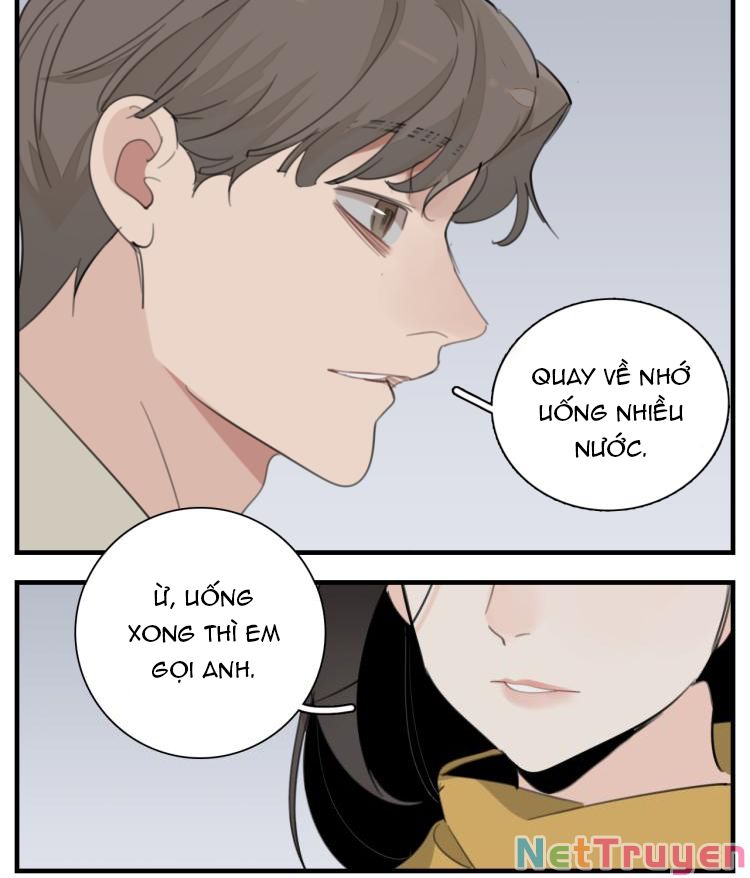 QUAY VỀ NHỚ
UỐNG NHIỀU
NƯỚC.
Ừ, UỐNG
XONG THÌ EM
GỌI ANH.
NetTruyen